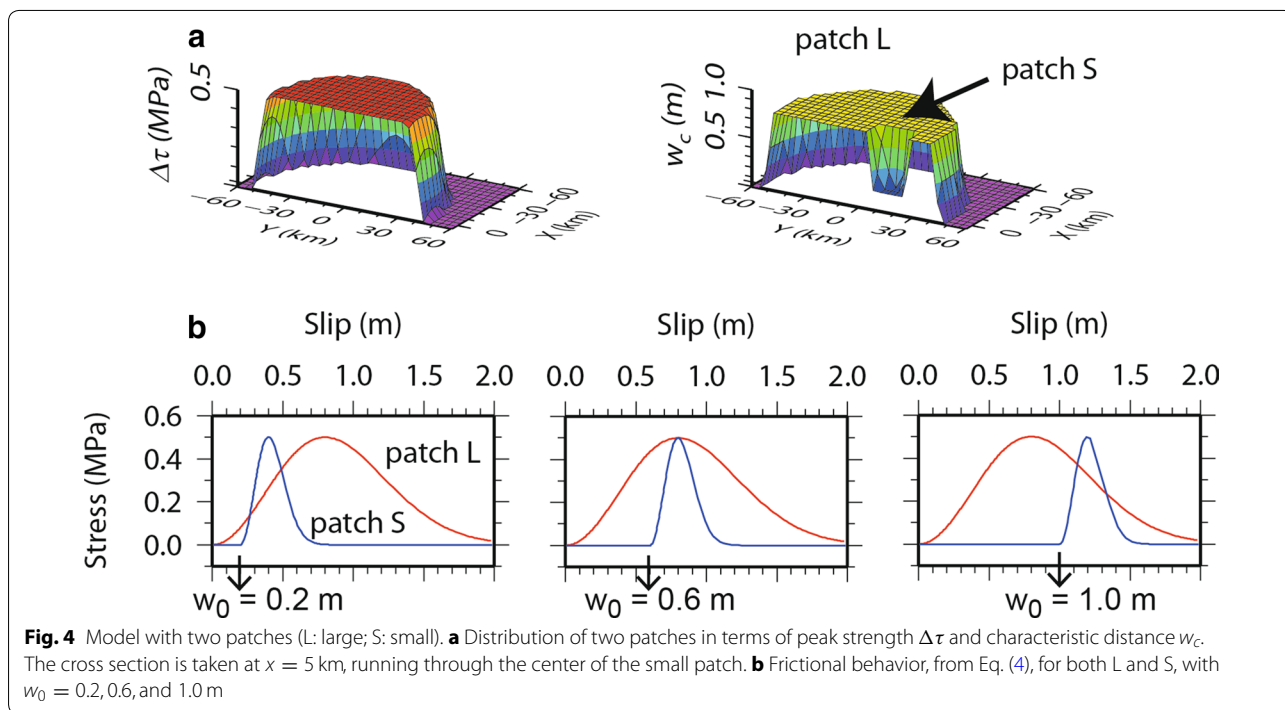 a
patch L
patch S
Δτ (MPa)
0.5
−60 −30 0 30 60
Y (km)
0 −30 −60
X (km)
w_c (m)
0.5 1.0
−60 −30 0 30 60
Y (km)
0 −30 −60
X (km)
b
Slip (m) Slip (m) Slip (m)
0.0 0.5 1.0 1.5 2.0 0.0 0.5 1.0 1.5 2.0 0.0 0.5 1.0 1.5 2.0
Stress (MPa)
0.6
0.4
0.2
0.0
patch L
patch S
w₀ = 0.2 m w₀ = 0.6 m w₀ = 1.0 m
Fig. 4 Model with two patches (L: large; S: small). a Distribution of two patches in terms of peak strength Δτ and characteristic distance w_c.
The cross section is taken at x = 5 km, running through the center of the small patch. b Frictional behavior, from Eq. (4), for both L and S, with
w₀ = 0.2, 0.6, and 1.0 m